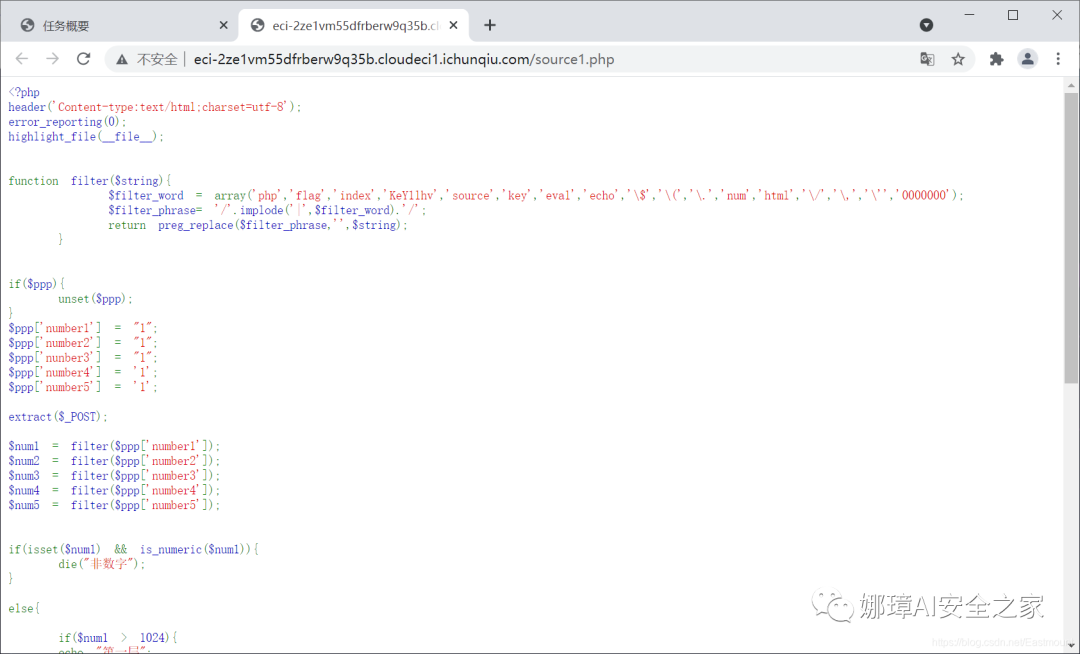 任务概要
eci-2ze1vm55dfrberw9q35b.cl
不安全 | eci-2ze1vm55dfrberw9q35b.cloudeci1.ichunqiu.com/source1.php
<?php
header('Content-type:text/html;charset=utf-8');
error_reporting(0);
highlight_file(__file__);
function filter($string){
$filter_word = array('php','flag','index','KeY1lhv','source','key','eval','echo','\$','\(','\.','num','html','\/','\,','\'','0000000');
$filter_phrase= '/'.implode('|',$filter_word).'/';
return preg_replace($filter_phrase,'',$string);
}
if($ppp){
unset($ppp);
}
$ppp['number1'] = "1";
$ppp['number2'] = "1";
$ppp['nunber3'] = "1";
$ppp['number4'] = '1';
$ppp['number5'] = '1';
extract($_POST);
$num1 = filter($ppp['number1']);
$num2 = filter($ppp['number2']);
$num3 = filter($ppp['number3']);
$num4 = filter($ppp['number4']);
$num5 = filter($ppp['number5']);
if(isset($num1) && is_numeric($num1)){
die("非数字");
}
else{
if($num1 > 1024){
echo "第一层";
娜璋AI安全之家